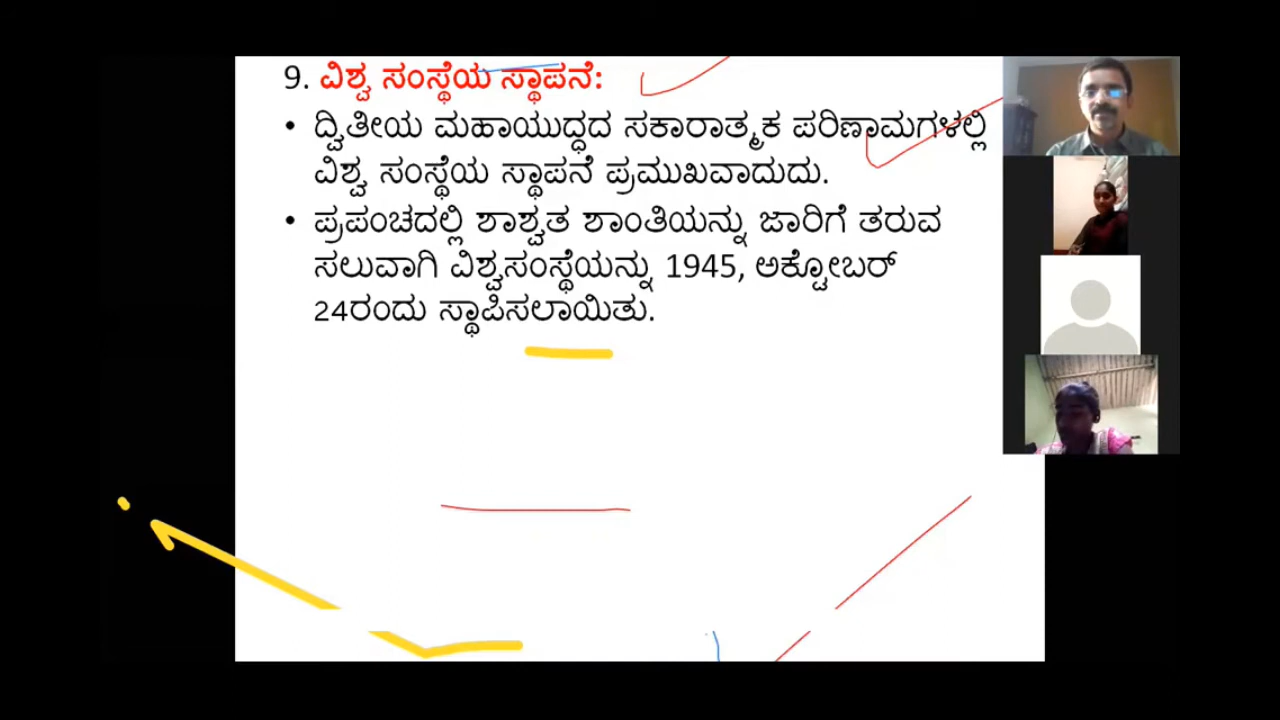 9. ವಿಶ್ವ ಸಂಸ್ಥೆಯ ಸ್ಥಾಪನೆ:
• ದ್ವಿತೀಯ ಮಹಾಯುದ್ಧದ ಸಕಾರಾತ್ಮಕ ಪರಿಣಾಮಗಳಲ್ಲಿ
ವಿಶ್ವ ಸಂಸ್ಥೆಯ ಸ್ಥಾಪನೆ ಪ್ರಮುಖವಾದುದು.
• ಪ್ರಪಂಚದಲ್ಲಿ ಶಾಶ್ವತ ಶಾಂತಿಯನ್ನು ಜಾರಿಗೆ ತರುವ
ಸಲುವಾಗಿ ವಿಶ್ವಸಂಸ್ಥೆಯನ್ನು 1945, ಅಕ್ಟೋಬರ್
24ರಂದು ಸ್ಥಾಪಿಸಲಾಯಿತು.